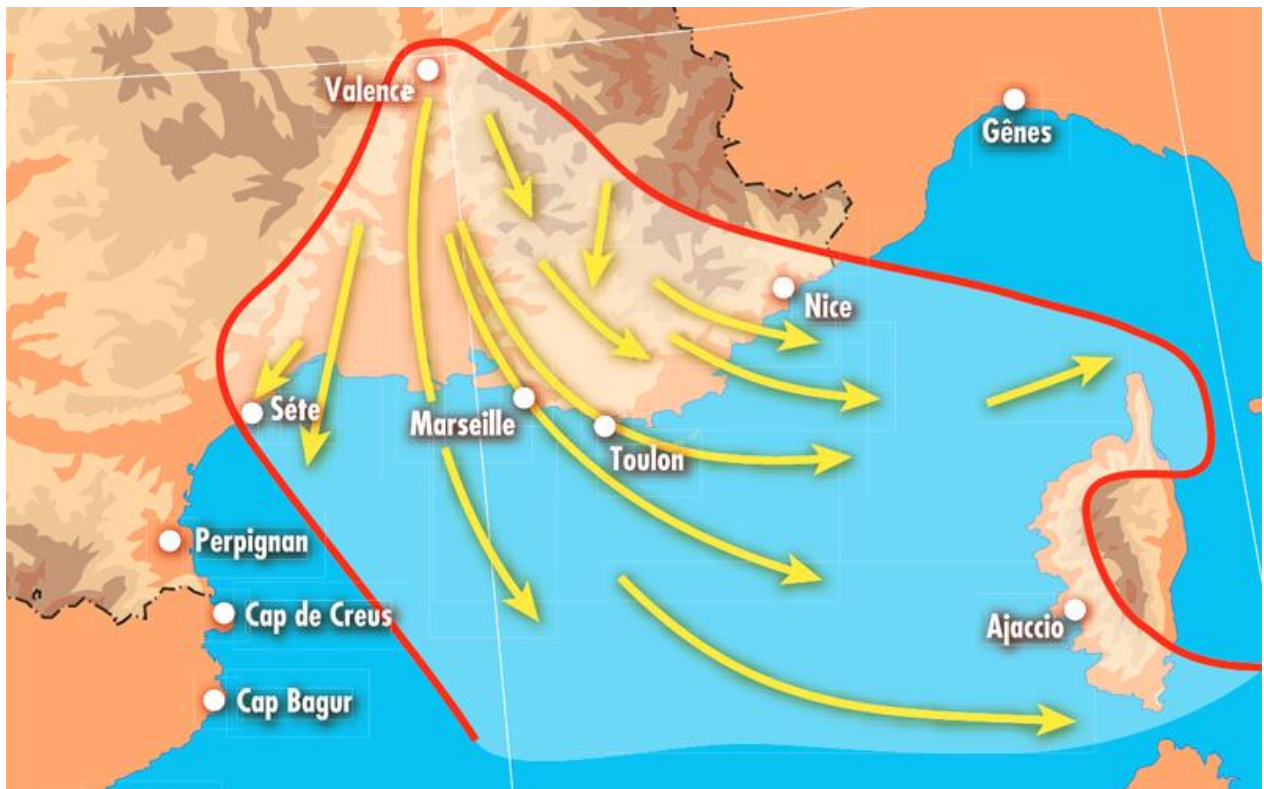 Valence
Gênes
Nice
Séte
Marseille
Toulon
Perpignan
Cap de Creus
Ajaccio
Cap Bagur